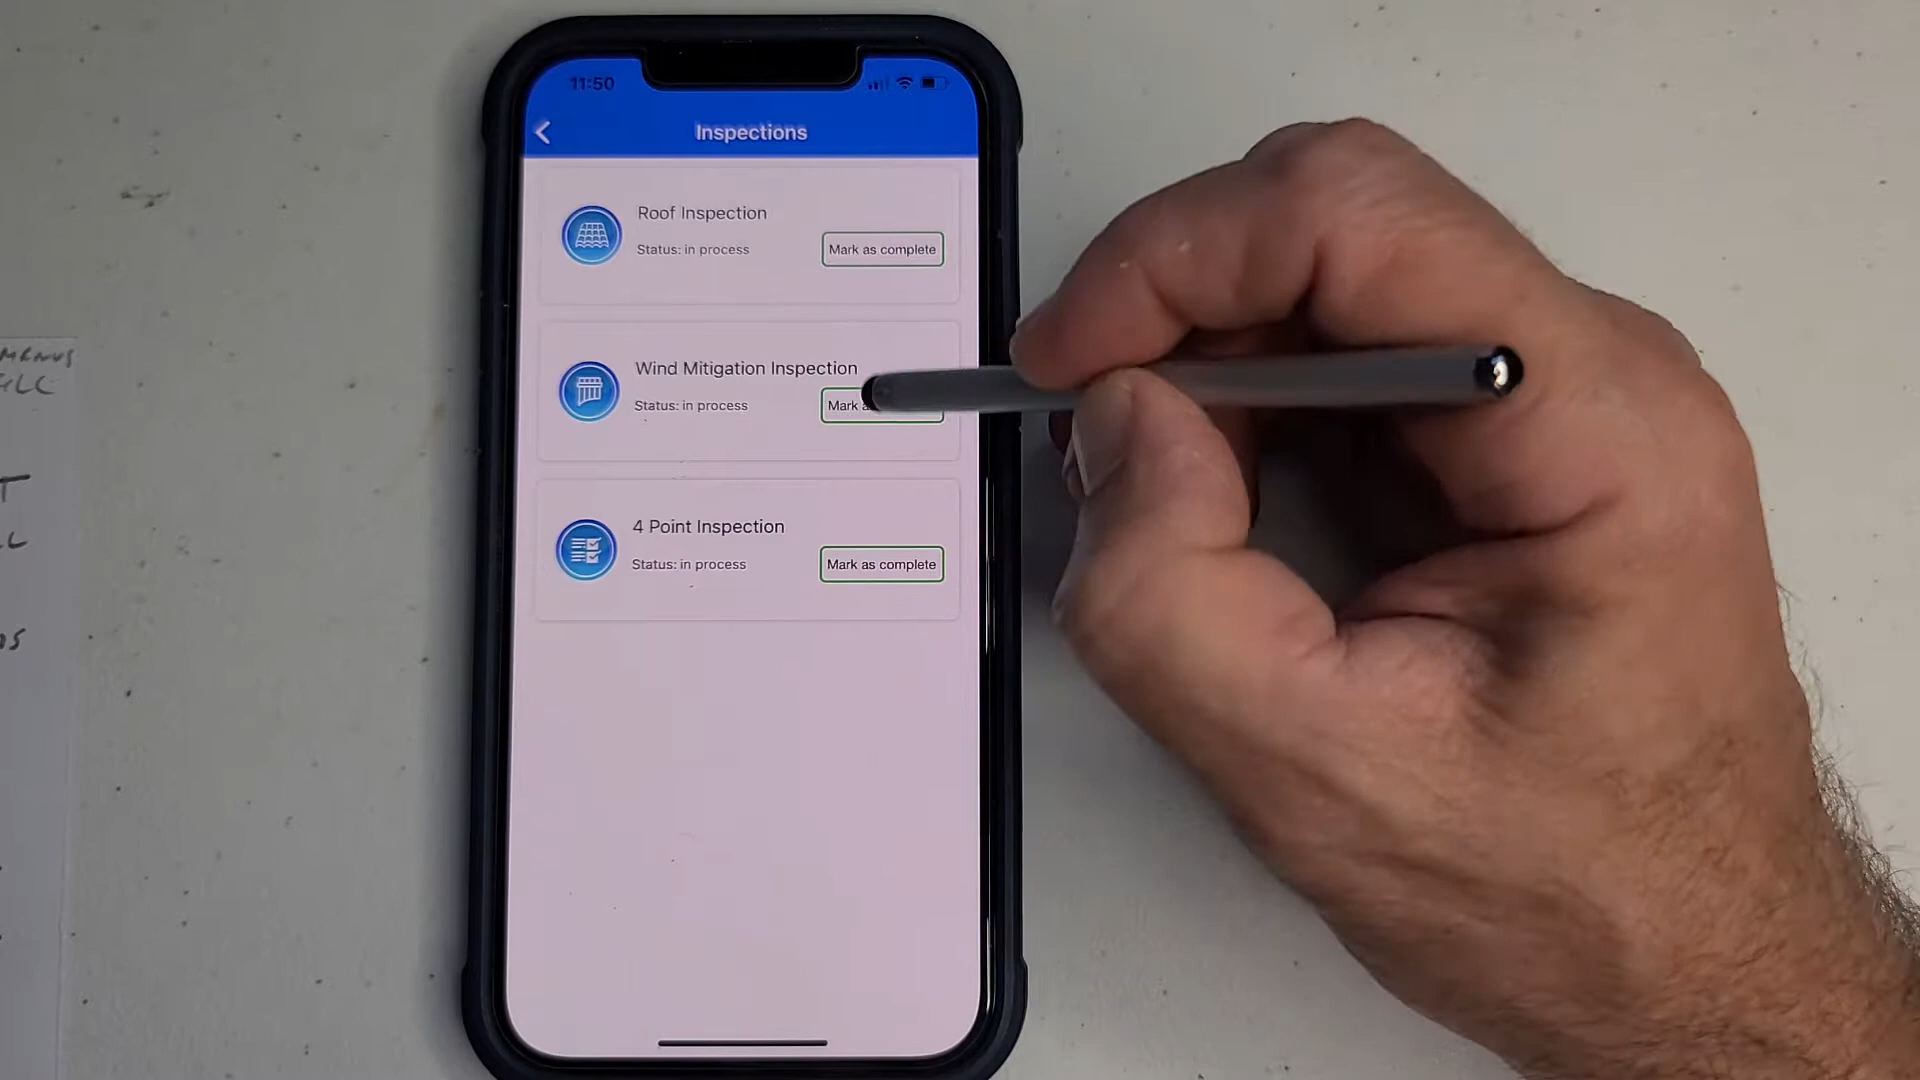 11:50
Inspections
Roof Inspection
Status: in process
Mark as complete
Wind Mitigation Inspection
Status: in process
Mark
4 Point Inspection
Status: in process
Mark as complete